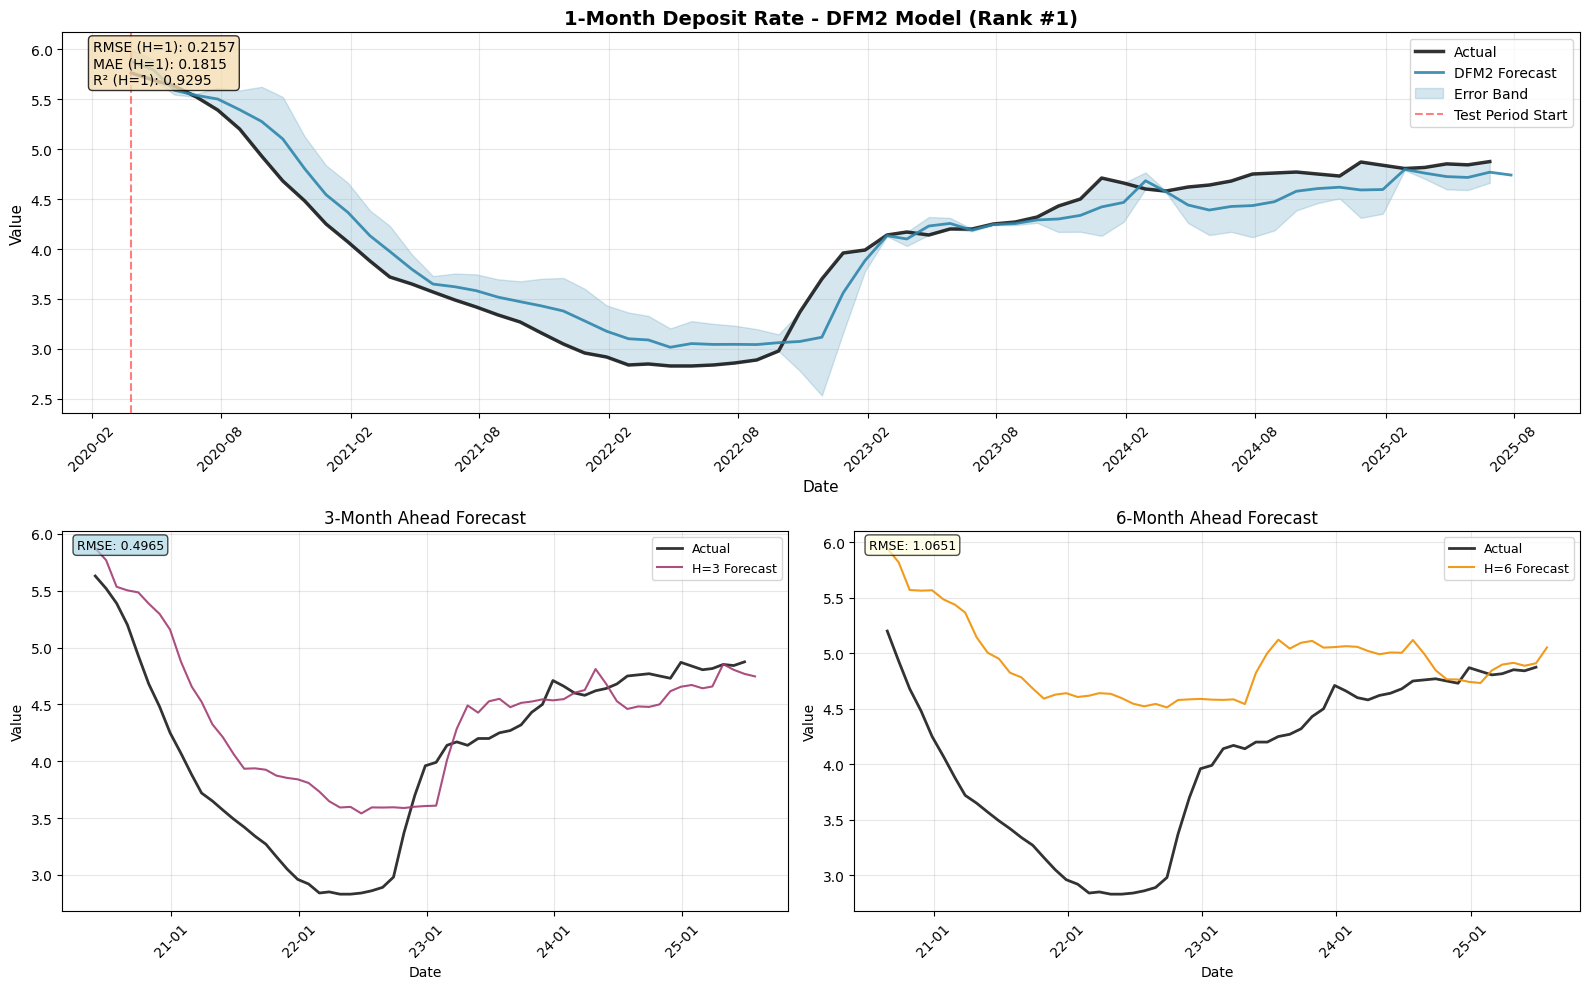 1-Month Deposit Rate - DFM2 Model (Rank #1)
RMSE (H=1): 0.2157
MAE (H=1): 0.1815
R² (H=1): 0.9295
Actual
DFM2 Forecast
Error Band
Test Period Start
6.0
5.5
5.0
4.5
4.0
3.5
3.0
2.5
Value
2020-02
2020-08
2021-02
2021-08
2022-02
2022-08
2023-02
2023-08
2024-02
2024-08
2025-02
2025-08
Date
3-Month Ahead Forecast
RMSE: 0.4965
Actual
H=3 Forecast
6.0
5.5
5.0
4.5
4.0
3.5
3.0
Value
21-01
22-01
23-01
24-01
25-01
Date
6-Month Ahead Forecast
RMSE: 1.0651
Actual
H=6 Forecast
6.0
5.5
5.0
4.5
4.0
3.5
3.0
Value
21-01
22-01
23-01
24-01
25-01
Date